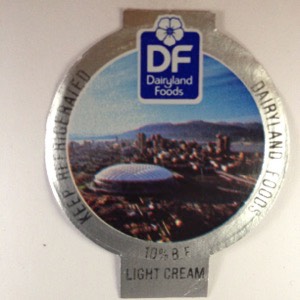 DF
Dairyland
Foods
KEEP REFRIGERATED
DAIRYLAND FOODS
10% B.F.
LIGHT CREAM